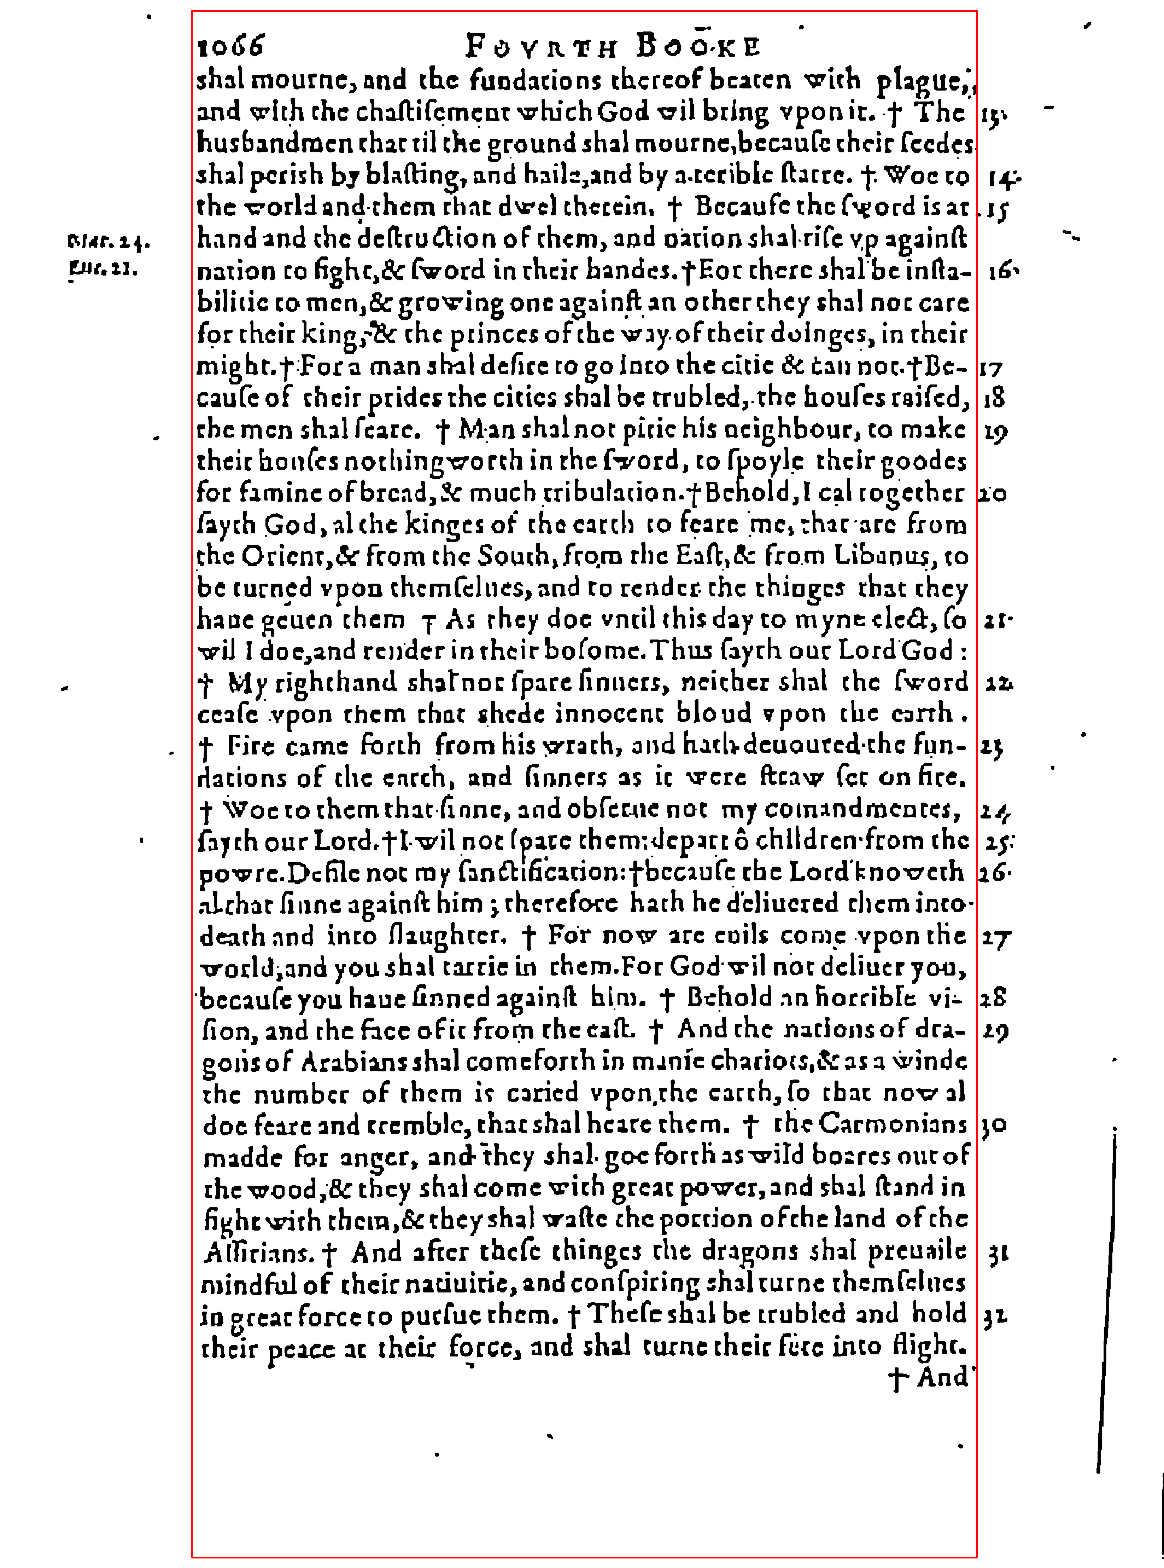 1066 FOVRTH BOOKE
shal mourne, and the fundations thereof beaten with plague,
and with the chaſtiſement which God wil bring vpon it. † The 13.
husbandmen that til the ground shal mourne, becauſe their ſeedes
shal perish by blaſting, and haile, and by a terible ſtarre. † Woe to 14.
the world and them that dwel therein. † Becauſe the ſword is at 15
Mat. 24. hand and the deſtruction of them, and nation shal riſe vp againſt
Luc. 21. nation to fight, & ſword in their handes. † For there shal be inſta- 16.
bilitie to men, & growing one againſt an other they shal not care
for their king, & the princes of the way of their doinges, in their
might. † For a man shal deſire to go into the citie & can not. † Be- 17
cauſe of their prides the cities shal be trubled, the houſes raiſed, 18
the men shal feare. † Man shal not pitie his neighbour, to make 19
their houſes nothingworth in the ſword, to ſpoyle their goodes
for famine of bread, & much tribulation. † Behold, I cal together 20
ſayth God, al the kinges of the earth to feare me, that are from
the Orient, & from the South, from the Eaſt, & from Libanus, to
be turned vpon themſelues, and to render the thinges that they
haue geuen them † As they doe vntil this day to myne elect, ſo 21.
wil I doe, and render in their boſome. Thus ſayth our Lord God :
† My righthand shal not ſpare ſinners, neither shal the ſword 22.
ceaſe vpon them that shede innocent bloud vpon the earth .
† Fire came forth from his wrath, and hath deuoured the fun- 23
dations of the earth, and ſinners as it were ſtraw ſet on fire.
† Woe to them that ſinne, and obſerue not my comandmentes, 24.
ſayth our Lord. † I wil not ſpare them: depart ô children from the 25.
powre. Defile not my ſanctification: † becauſe the Lord knoweth 26.
al that ſinne againſt him ; therefore hath he deliuered them into
death and into ſlaughter. † For now are euils come vpon the 27
world, and you shal tarrie in them. For God wil not deliuer you,
becauſe you haue ſinned againſt him. † Behold an horrible vi- 28
ſion, and the face of it from the eaſt. † And the nations of dra- 29
gons of Arabians shal come forth in manie chariots, & as a winde
the number of them is caried vpon the earth, ſo that now al
doe feare and tremble, that shal heare them. † the Carmonians 30
madde for anger, and they shal goe forth as wild boares out of
the wood, & they shal come with great power, and shal ſtand in
fight with them, & they shal waſte the portion of the land of the
Aſſirians. † And after theſe thinges the dragons shal preuaile 31
mindful of their natiuitie, and conſpiring shal turne themſelues
in great force to purſue them. † Theſe shal be trubled and hold 32
their peace at their force, and shal turne their fete into flight.
† And